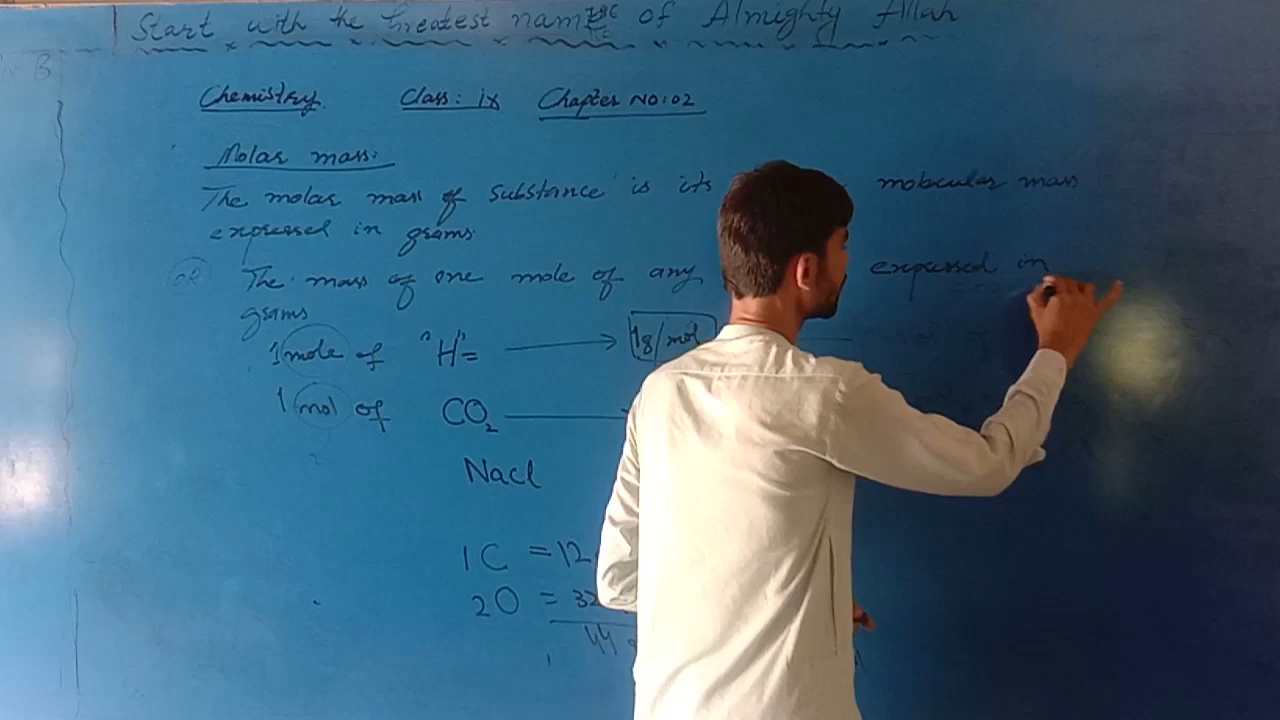 Start with the Greatest name of Almighty Allah
B
Chemistry Class: ix Chapter NO:02
Molar mass:
The molar mass of substance is its molecular mass
expressed in grams
OR The mass of one mole of any expressed in
grams
1 mole of "H"= 1g/mol
1 mol of CO₂
Nacl
1C = 12
2O = 32
44